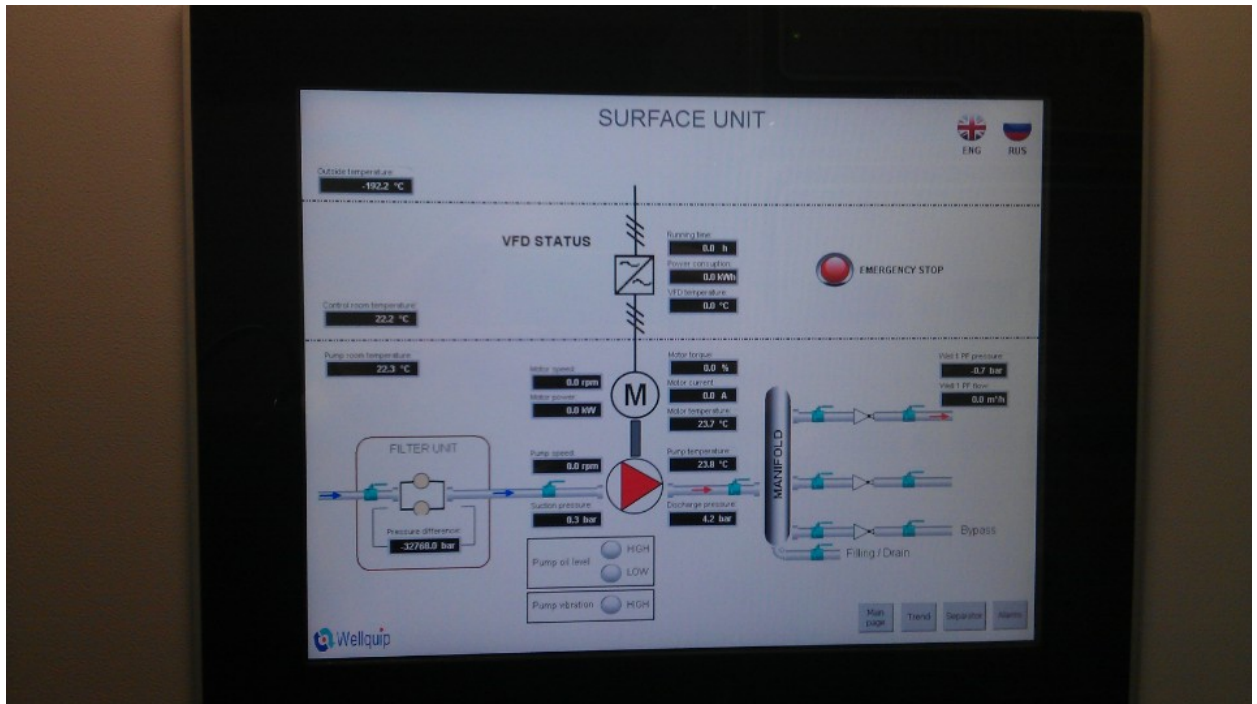 SURFACE UNIT
ENG
RUS
Outside temperature:
-192.2 °C
VFD STATUS
Running time:
0.0 h
Power consuption:
0.0 kWh
VFD temperature:
0.0 °C
EMERGENCY STOP
Control room temperature:
22.2 °C
Pump room temperature:
22.3 °C
Motor speed:
0.0 rpm
Motor power:
0.0 kW
M
Motor torque:
0.0 %
Motor current:
0.0 A
Motor temperature:
23.7 °C
Well 1 PF pressure:
-0.7 bar
Well 1 PF flow:
0.0 m³/h
FILTER UNIT
Pressure difference:
-32768.0 bar
Pump speed:
0.0 rpm
Suction pressure:
0.3 bar
Pump temperature:
23.8 °C
Discharge pressure:
4.2 bar
MANIFOLD
Bypass
Filling / Drain
Pump oil level
HIGH
LOW
Pump vibration
HIGH
Main page
Trend
Separator
Alarms
Wellquip